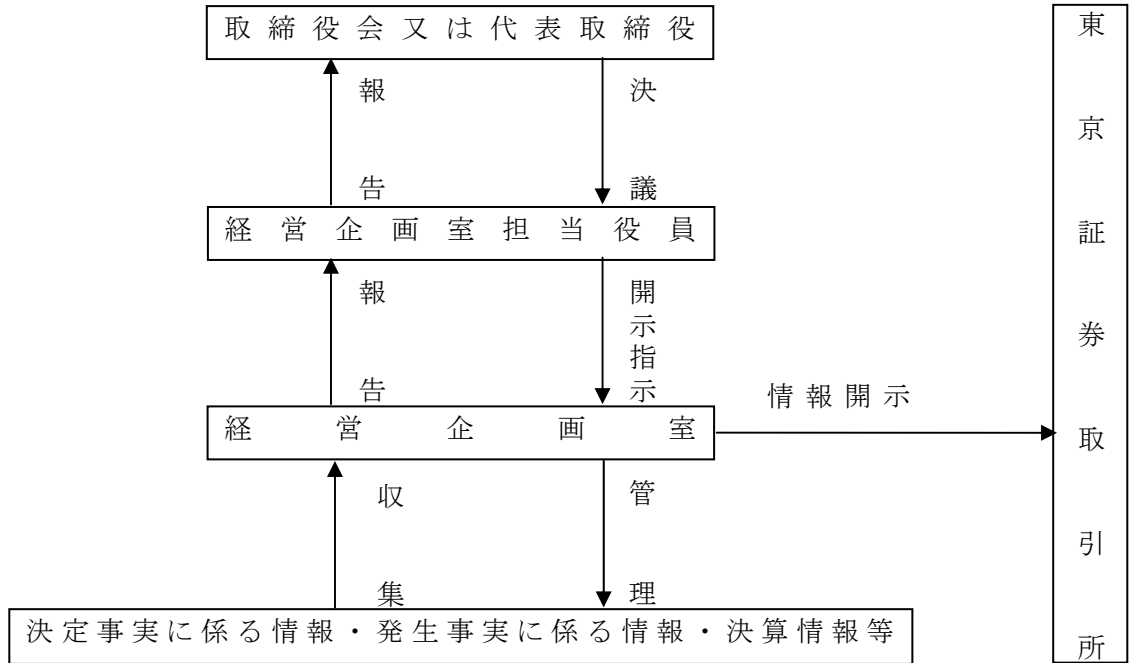 取締役会又は代表取締役
報告
決議
経営企画室担当役員
報告
開示指示
経営企画室
情報開示
収集
管理
決定事実に係る情報・発生事実に係る情報・決算情報等
東京証券取引所